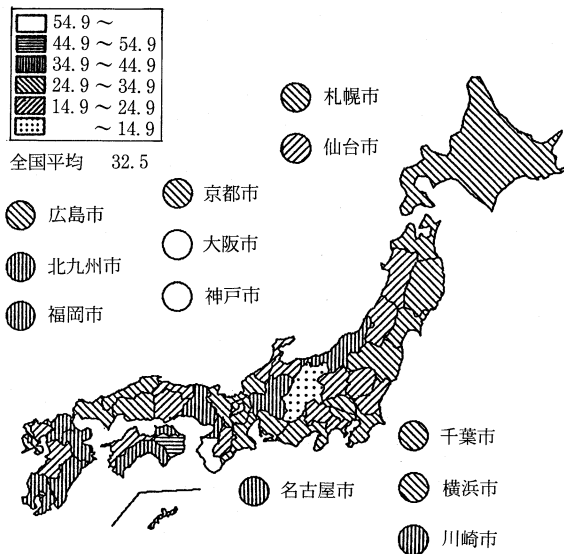 54.9～
44.9～54.9
34.9～44.9
24.9～34.9
14.9～24.9
～14.9
全国平均 32.5
札幌市
仙台市
京都市
大阪市
神戸市
広島市
北九州市
福岡市
千葉市
横浜市
川崎市
名古屋市